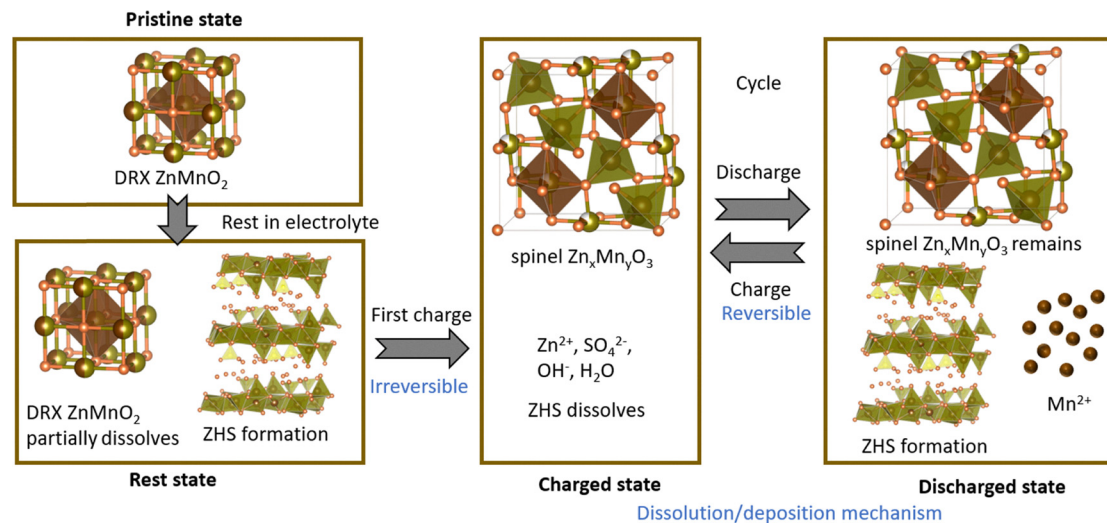 Pristine state
DRX ZnMnO₂
Rest in electrolyte
DRX ZnMnO₂
partially dissolves
ZHS formation
Rest state
First charge
Irreversible
spinel ZnₓMnᵧO₃
Zn²⁺, SO₄²⁻,
OH⁻, H₂O
ZHS dissolves
Charged state
Cycle
Discharge
Charge
Reversible
spinel ZnₓMnᵧO₃ remains
Mn²⁺
ZHS formation
Discharged state
Dissolution/deposition mechanism